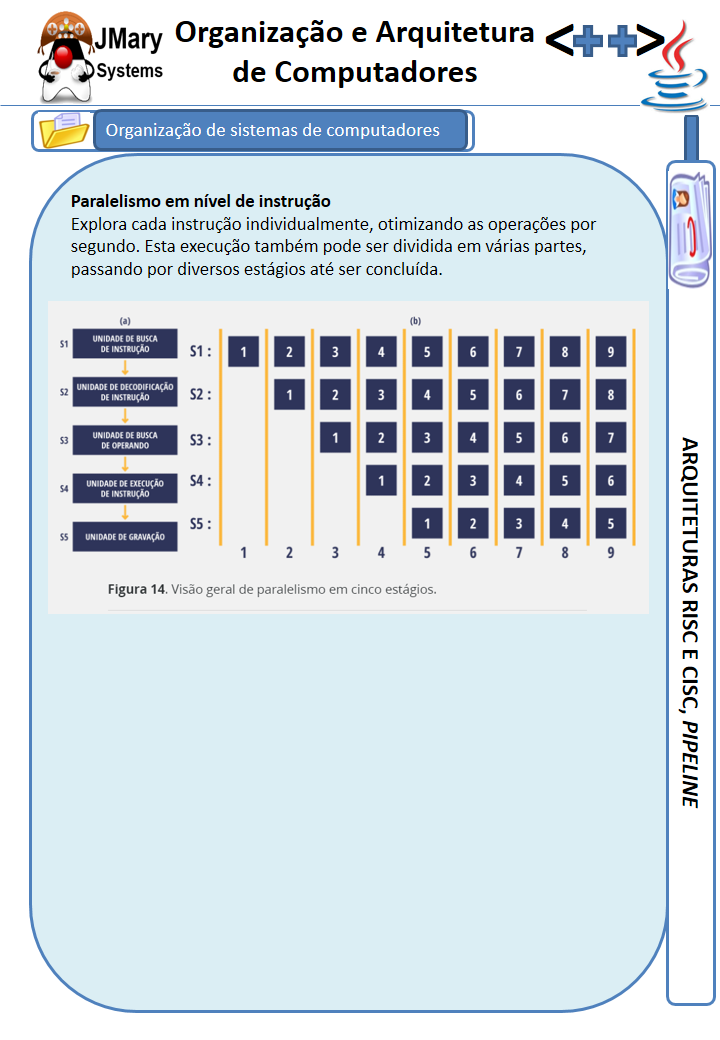 JMary
Systems
Organização e Arquitetura
de Computadores
<++>
Organização de sistemas de computadores
Paralelismo em nível de instrução
Explora cada instrução individualmente, otimizando as operações por
segundo. Esta execução também pode ser dividida em várias partes,
passando por diversos estágios até ser concluída.
(a)
S1 UNIDADE DE BUSCA
DE INSTRUÇÃO
S2 UNIDADE DE DECODIFICAÇÃO
DE INSTRUÇÃO
S3 UNIDADE DE BUSCA
DE OPERANDO
S4 UNIDADE DE EXECUÇÃO
DE INSTRUÇÃO
S5 UNIDADE DE GRAVAÇÃO
(b)
S1 : 1 2 3 4 5 6 7 8 9
S2 : 1 2 3 4 5 6 7 8
S3 : 1 2 3 4 5 6 7
S4 : 1 2 3 4 5 6
S5 : 1 2 3 4 5
1 2 3 4 5 6 7 8 9
Figura 14. Visão geral de paralelismo em cinco estágios.
ARQUITETURAS RISC E CISC, PIPELINE